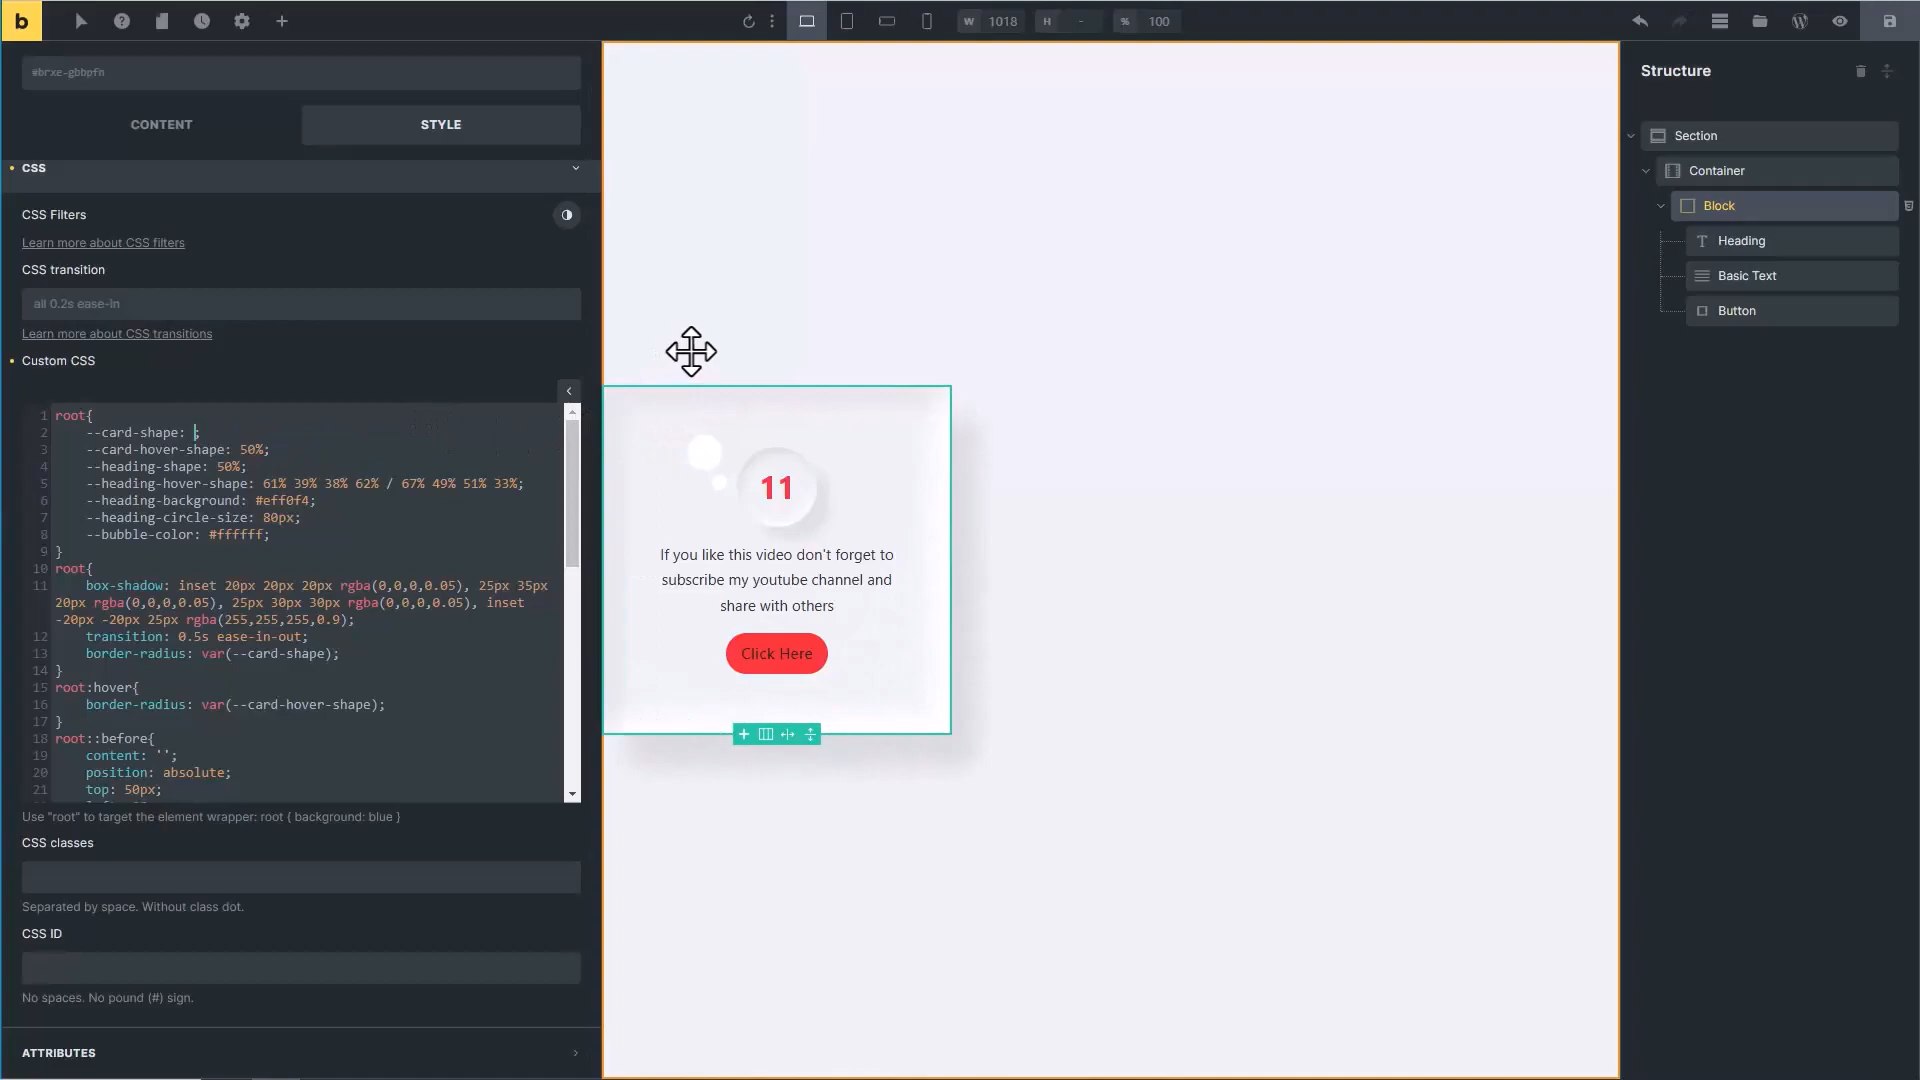 b
W 1018 H - % 100
#brxe-gbbpfn
CONTENT STYLE
CSS
CSS Filters
Learn more about CSS filters
CSS transition
all 0.2s ease-in
Learn more about CSS transitions
Custom CSS
1 root{
2 --card-shape: ;
3 --card-hover-shape: 50%;
4 --heading-shape: 50%;
5 --heading-hover-shape: 61% 39% 38% 62% / 67% 49% 51% 33%;
6 --heading-background: #eff0f4;
7 --heading-circle-size: 80px;
8 --bubble-color: #ffffff;
9 }
10 root{
11 box-shadow: inset 20px 20px 20px rgba(0,0,0,0.05), 25px 35px
20px rgba(0,0,0,0.05), 25px 30px 30px rgba(0,0,0,0.05), inset
-20px -20px 25px rgba(255,255,255,0.9);
12 transition: 0.5s ease-in-out;
13 border-radius: var(--card-shape);
14 }
15 root:hover{
16 border-radius: var(--card-hover-shape);
17 }
18 root::before{
19 content: '';
20 position: absolute;
21 top: 50px;
Use "root" to target the element wrapper: root { background: blue }
CSS classes
Separated by space. Without class dot.
CSS ID
No spaces. No pound (#) sign.
ATTRIBUTES
11
If you like this video don't forget to
subscribe my youtube channel and
share with others
Click Here
Structure
Section
Container
Block
Heading
Basic Text
Button